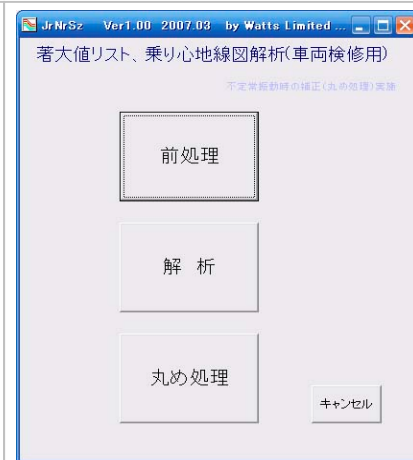 JrNrSz Ver1.00 2007.03 by Watts Limited ...
著大値リスト、乗り心地線図解析(車両検修用)
不定常振動時の補正(丸め処理)実施
前処理
解 析
丸め処理
キャンセル